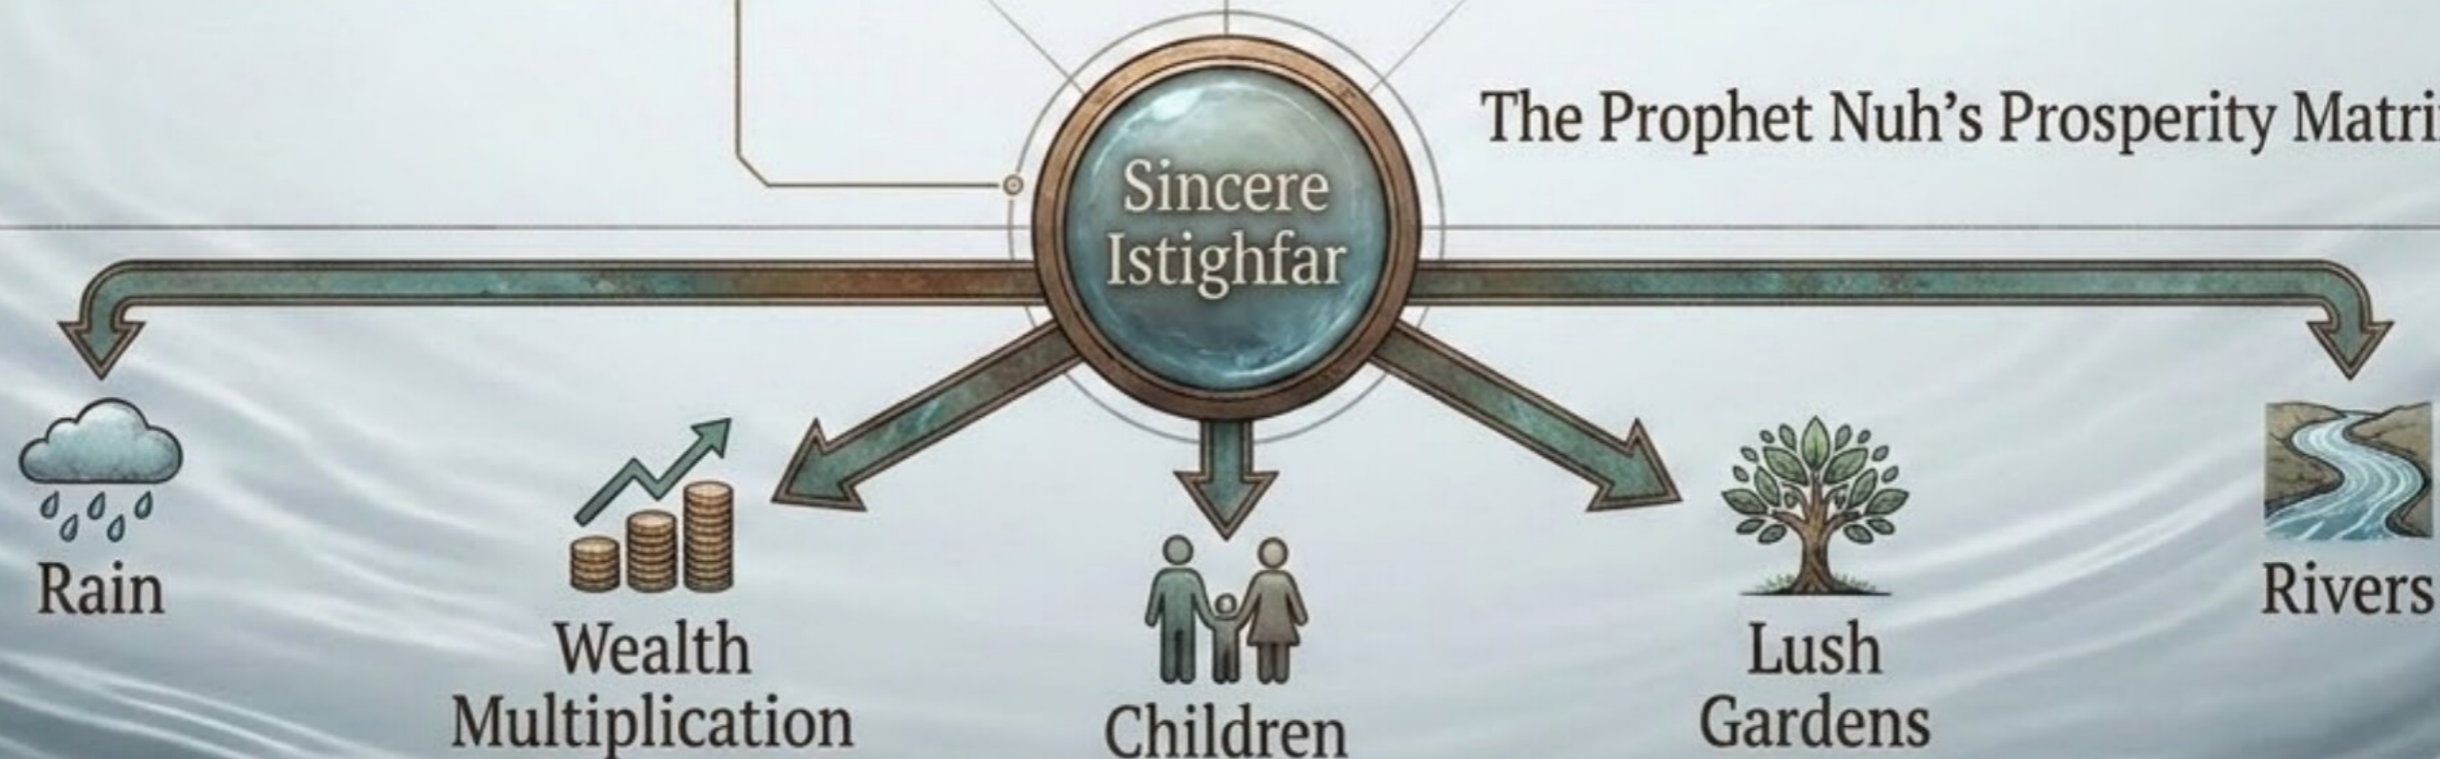 The Prophet Nuh's Prosperity Matri
Sincere
Istighfar
Rain
Wealth
Multiplication
Children
Lush
Gardens
Rivers